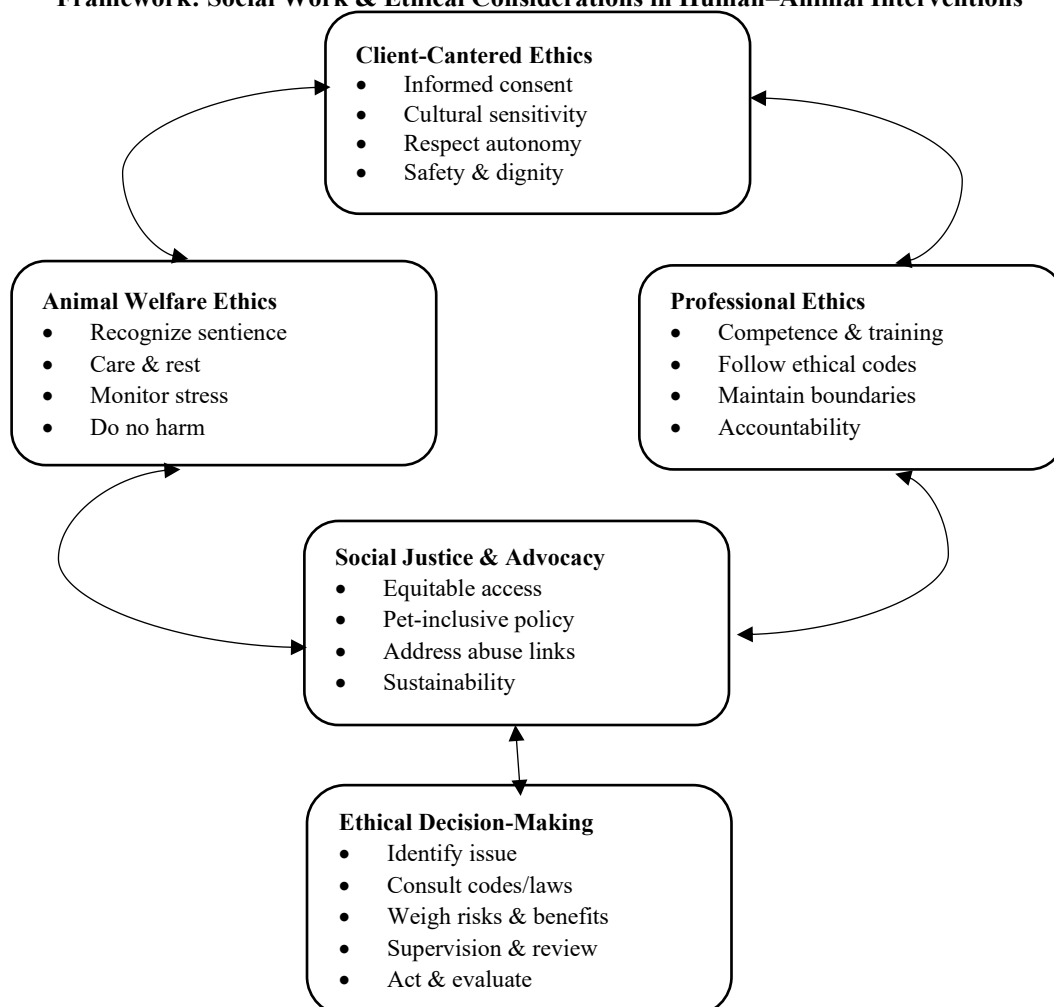 Framework: Social Work & Ethical Considerations in Human–Animal Interventions
Client-Cantered Ethics
• Informed consent
• Cultural sensitivity
• Respect autonomy
• Safety & dignity
Animal Welfare Ethics
• Recognize sentience
• Care & rest
• Monitor stress
• Do no harm
Professional Ethics
• Competence & training
• Follow ethical codes
• Maintain boundaries
• Accountability
Social Justice & Advocacy
• Equitable access
• Pet-inclusive policy
• Address abuse links
• Sustainability
Ethical Decision-Making
• Identify issue
• Consult codes/laws
• Weigh risks & benefits
• Supervision & review
• Act & evaluate